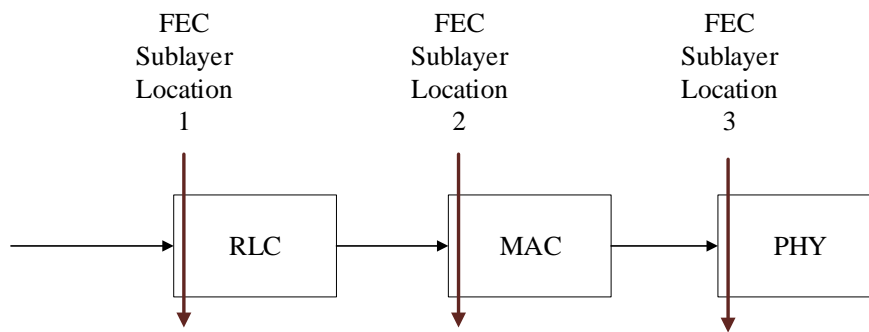 FEC
Sublayer
Location
1
FEC
Sublayer
Location
2
FEC
Sublayer
Location
3
RLC
MAC
PHY